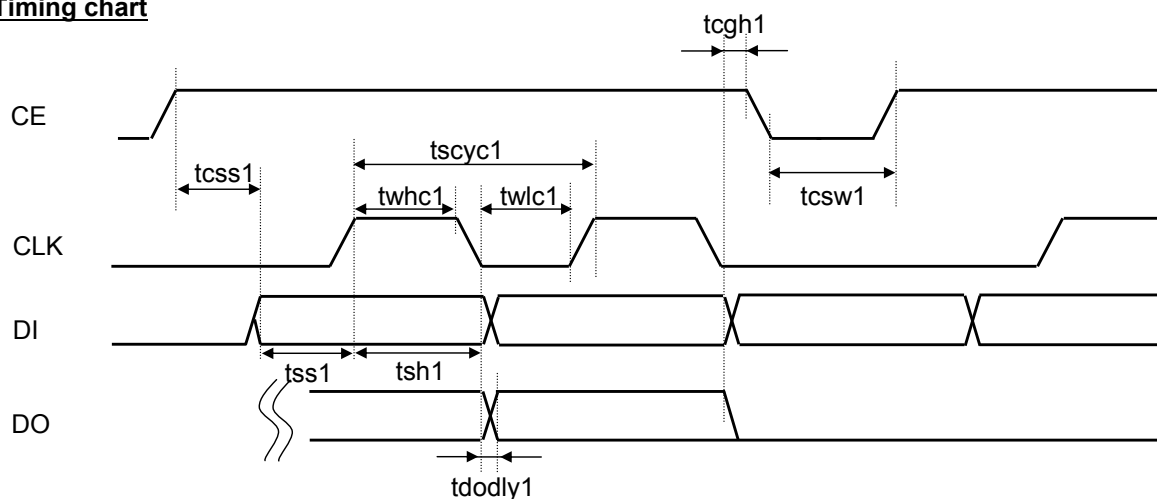 Timing chart
tcgh1
CE
tscyc1
tcss1
twhc1
twlc1
tcsw1
CLK
DI
tss1
tsh1
DO
tdodly1